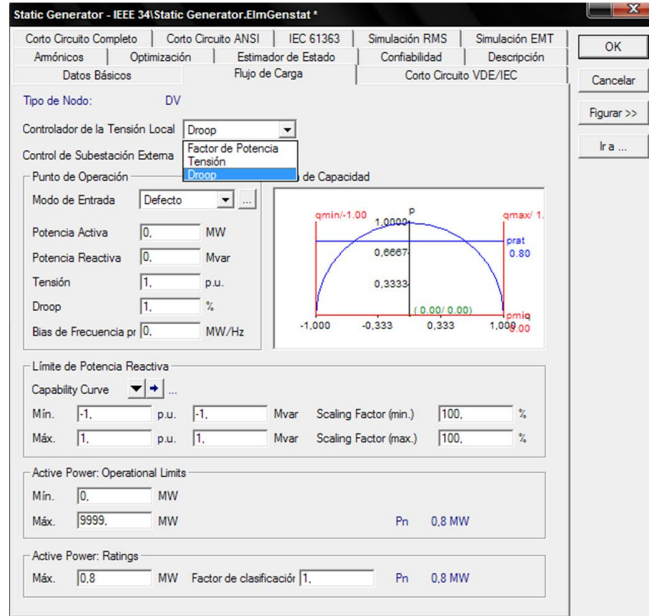 Static Generator - IEEE 34\Static Generator.ElmGenstat *
Corto Circuito Completo Corto Circuito ANSI IEC 61363 Simulación RMS Simulación EMT
Armónicos Optimización Estimador de Estado Confiabilidad Descripción
Datos Básicos Flujo de Carga Corto Circuito VDE/IEC
OK
Cancelar
Figurar >>
Ir a ...
Tipo de Nodo: DV
Controlador de la Tensión Local Droop
Factor de Potencia
Tensión
Droop
Control de Subestación Externa
Punto de Operación
de Capacidad
Modo de Entrada Defecto ...
Potencia Activa 0, MW
Potencia Reactiva 0, Mvar
Tensión 1, p.u.
Droop 1, %
Bias de Frecuencia pr 0, MW/Hz
qmin/-1.00 P qmax/ 1.
1,0000
prat
0.80
0,6667
0,3333
( 0.00/ 0.00)
pmin
0.00
-1,000 -0,333 0,333 1,000
Límite de Potencia Reactiva
Capability Curve ...
Mín. -1, p.u. -1, Mvar Scaling Factor (min.) 100, %
Máx. 1, p.u. 1, Mvar Scaling Factor (max.) 100, %
Active Power: Operational Limits
Mín. 0, MW
Máx. 9999, MW Pn 0,8 MW
Active Power: Ratings
Máx. 0,8 MW Factor de clasificación 1, Pn 0,8 MW